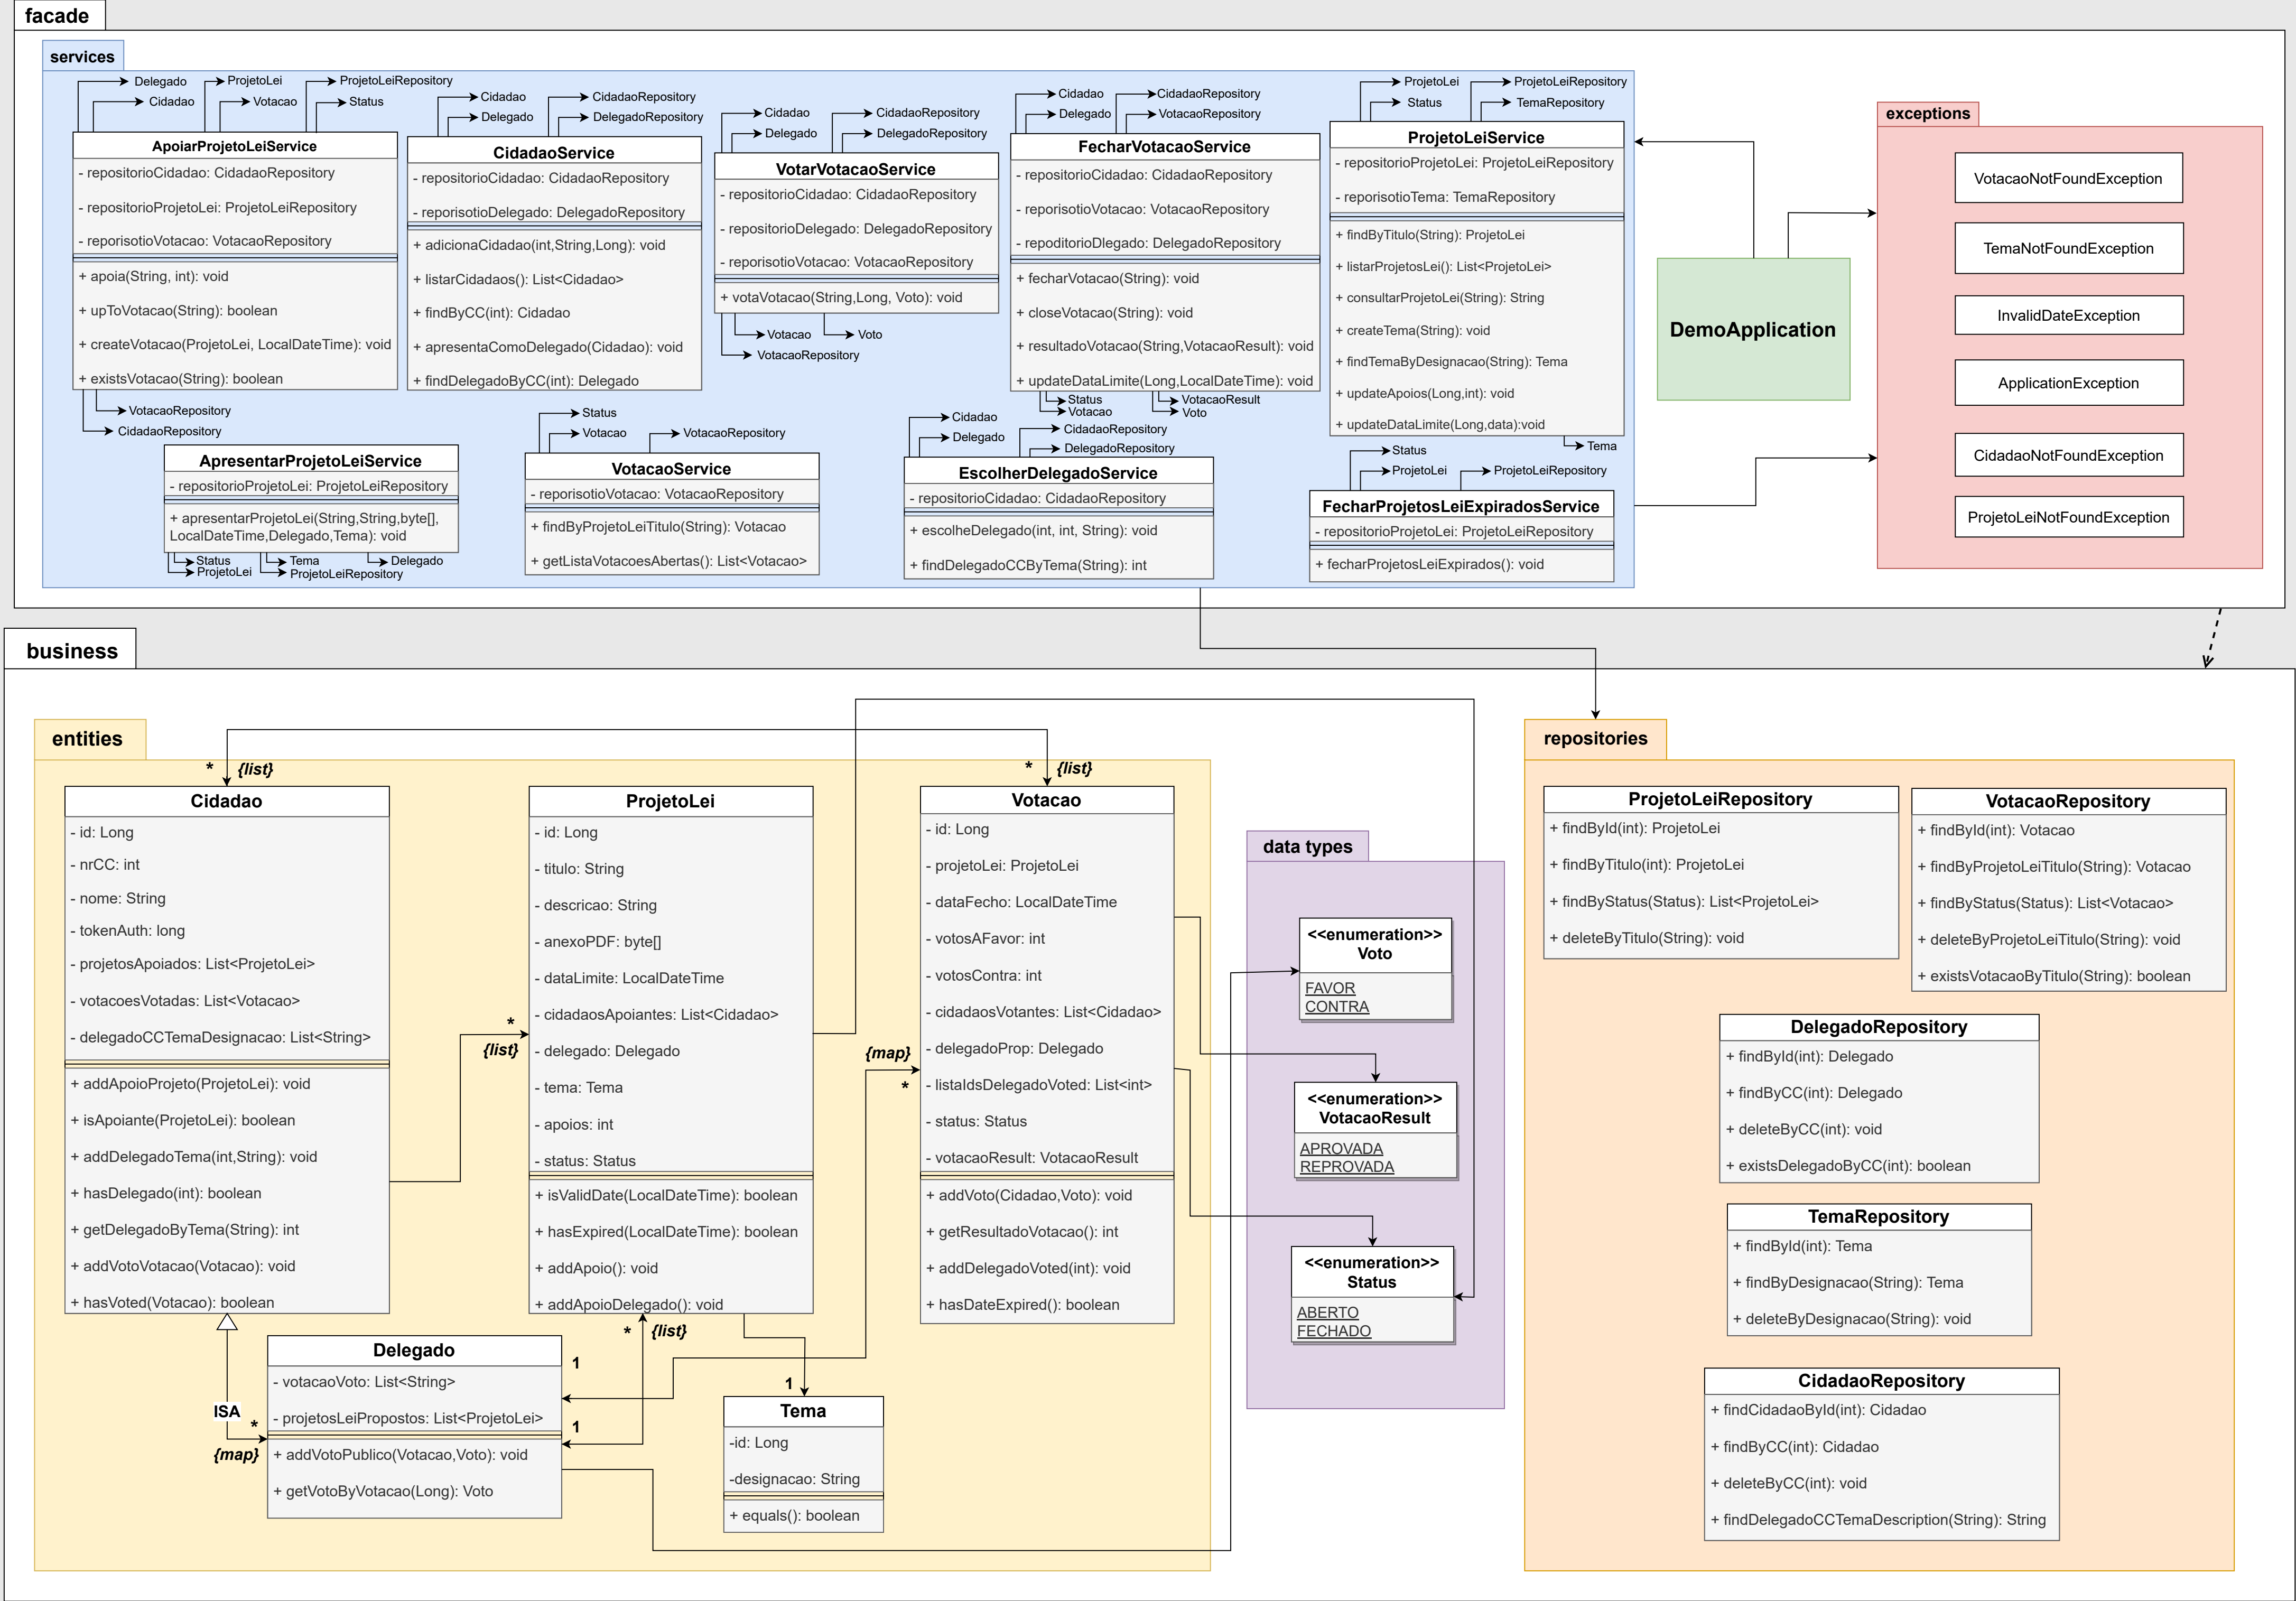 facade
services
Delegado
Cidadao
ProjetoLei
Votacao
ProjetoLeiRepository
Status
ApoiarProjetoLeiService
- repositorioCidadao: CidadaoRepository
- repositorioProjetoLei: ProjetoLeiRepository
- reporisotioVotacao: VotacaoRepository
+ apoia(String, int): void
+ upToVotacao(String): boolean
+ createVotacao(ProjetoLei, LocalDateTime): void
+ existsVotacao(String): boolean
VotacaoRepository
CidadaoRepository
Cidadao
Delegado
CidadaoRepository
DelegadoRepository
CidadaoService
- repositorioCidadao: CidadaoRepository
- reporisotioDelegado: DelegadoRepository
+ adicionaCidadao(int,String,Long): void
+ listarCidadaos(): List<Cidadao>
+ findByCC(int): Cidadao
+ apresentaComoDelegado(Cidadao): void
+ findDelegadoByCC(int): Delegado
Cidadao
Delegado
CidadaoRepository
DelegadoRepository
VotarVotacaoService
- repositorioCidadao: CidadaoRepository
- repositorioDelegado: DelegadoRepository
- reporisotioVotacao: VotacaoRepository
+ votaVotacao(String,Long, Voto): void
Votacao
Voto
VotacaoRepository
Cidadao
Delegado
CidadaoRepository
VotacaoRepository
FecharVotacaoService
- repositorioCidadao: CidadaoRepository
- reporisotioVotacao: VotacaoRepository
- repoditorioDlegado: DelegadoRepository
+ fecharVotacao(String): void
+ closeVotacao(String): void
+ resultadoVotacao(String,VotacaoResult): void
+ updateDataLimite(Long,LocalDateTime): void
Status
Votacao
VotacaoResult
Voto
ProjetoLei
Status
ProjetoLeiRepository
TemaRepository
ProjetoLeiService
- repositorioProjetoLei: ProjetoLeiRepository
- reporisotioTema: TemaRepository
+ findByTitulo(String): ProjetoLei
+ listarProjetosLei(): List<ProjetoLei>
+ consultarProjetoLei(String): String
+ createTema(String): void
+ findTemaByDesignacao(String): Tema
+ updateApoios(Long,int): void
+ updateDataLimite(Long,data):void
Tema
ApresentarProjetoLeiService
- repositorioProjetoLei: ProjetoLeiRepository
+ apresentarProjetoLei(String,String,byte[],
LocalDateTime,Delegado,Tema): void
Status
ProjetoLei
Tema
ProjetoLeiRepository
Delegado
Status
Votacao
VotacaoRepository
VotacaoService
- reporisotioVotacao: VotacaoRepository
+ findByProjetoLeiTitulo(String): Votacao
+ getListaVotacoesAbertas(): List<Votacao>
Cidadao
Delegado
CidadaoRepository
DelegadoRepository
EscolherDelegadoService
- repositorioCidadao: CidadaoRepository
+ escolheDelegado(int, int, String): void
+ findDelegadoCCByTema(String): int
Status
ProjetoLei
ProjetoLeiRepository
FecharProjetosLeiExpiradosService
- repositorioProjetoLei: ProjetoLeiRepository
+ fecharProjetosLeiExpirados(): void
DemoApplication
exceptions
VotacaoNotFoundException
TemaNotFoundException
InvalidDateException
ApplicationException
CidadaoNotFoundException
ProjetoLeiNotFoundException
business
entities
* {list}
* {list}
Cidadao
- id: Long
- nrCC: int
- nome: String
- tokenAuth: long
- projetosApoiados: List<ProjetoLei>
- votacoesVotadas: List<Votacao>
- delegadoCCTemaDesignacao: List<String>
+ addApoioProjeto(ProjetoLei): void
+ isApoiante(ProjetoLei): boolean
+ addDelegadoTema(int,String): void
+ hasDelegado(int): boolean
+ getDelegadoByTema(String): int
+ addVotoVotacao(Votacao): void
+ hasVoted(Votacao): boolean
*
{list}
ProjetoLei
- id: Long
- titulo: String
- descricao: String
- anexoPDF: byte[]
- dataLimite: LocalDateTime
- cidadaosApoiantes: List<Cidadao>
- delegado: Delegado
- tema: Tema
- apoios: int
- status: Status
+ isValidDate(LocalDateTime): boolean
+ hasExpired(LocalDateTime): boolean
+ addApoio(): void
+ addApoioDelegado(): void
* {list}
{map}
*
Votacao
- id: Long
- projetoLei: ProjetoLei
- dataFecho: LocalDateTime
- votosAFavor: int
- votosContra: int
- cidadaosVotantes: List<Cidadao>
- delegadoProp: Delegado
- listaIdsDelegadoVoted: List<int>
- status: Status
- votacaoResult: VotacaoResult
+ addVoto(Cidadao,Voto): void
+ getResultadoVotacao(): int
+ addDelegadoVoted(int): void
+ hasDateExpired(): boolean
ISA
*
{map}
Delegado
- votacaoVoto: List<String>
- projetosLeiPropostos: List<ProjetoLei>
+ addVotoPublico(Votacao,Voto): void
+ getVotoByVotacao(Long): Voto
1
1
1
Tema
-id: Long
-designacao: String
+ equals(): boolean
data types
<<enumeration>>
Voto
FAVOR
CONTRA
<<enumeration>>
VotacaoResult
APROVADA
REPROVADA
<<enumeration>>
Status
ABERTO
FECHADO
repositories
ProjetoLeiRepository
+ findById(int): ProjetoLei
+ findByTitulo(int): ProjetoLei
+ findByStatus(Status): List<ProjetoLei>
+ deleteByTitulo(String): void
VotacaoRepository
+ findById(int): Votacao
+ findByProjetoLeiTitulo(String): Votacao
+ findByStatus(Status): List<Votacao>
+ deleteByProjetoLeiTitulo(String): void
+ existsVotacaoByTitulo(String): boolean
DelegadoRepository
+ findById(int): Delegado
+ findByCC(int): Delegado
+ deleteByCC(int): void
+ existsDelegadoByCC(int): boolean
TemaRepository
+ findById(int): Tema
+ findByDesignacao(String): Tema
+ deleteByDesignacao(String): void
CidadaoRepository
+ findCidadaoById(int): Cidadao
+ findByCC(int): Cidadao
+ deleteByCC(int): void
+ findDelegadoCCTemaDescription(String): String